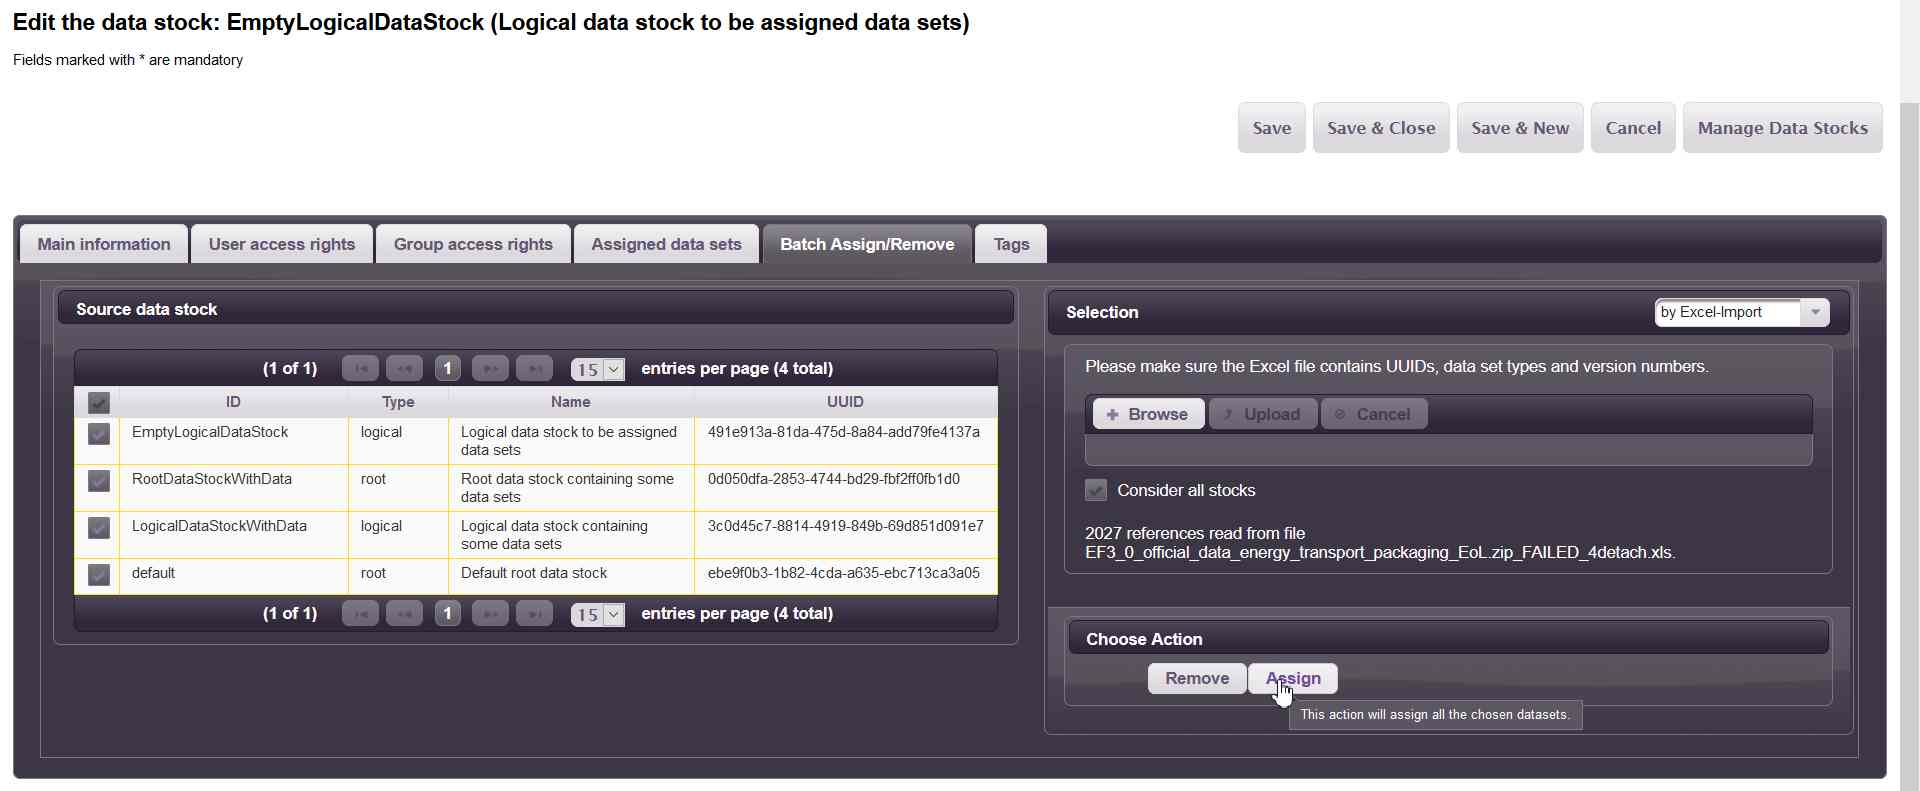 Edit the data stock: EmptyLogicalDataStock (Logical data stock to be assigned data sets)
Fields marked with * are mandatory
Save
Save & Close
Save & New
Cancel
Manage Data Stocks
Main information
User access rights
Group access rights
Assigned data sets
Batch Assign/Remove
Tags
Source data stock
(1 of 1)
1
15
entries per page (4 total)
ID
Type
Name
UUID
EmptyLogicalDataStock
logical
Logical data stock to be assigned
data sets
491e913a-81da-475d-8a84-add79fe4137a
RootDataStockWithData
root
Root data stock containing some
data sets
0d050dfa-2853-4744-bd29-fbf2ff0fb1d0
LogicalDataStockWithData
logical
Logical data stock containing
some data sets
3c0d45c7-8814-4919-849b-69d851d091e7
default
root
Default root data stock
ebe9f0b3-1b82-4cda-a635-ebc713ca3a05
(1 of 1)
1
15
entries per page (4 total)
Selection
by Excel-Import
Please make sure the Excel file contains UUIDs, data set types and version numbers.
Browse
Upload
Cancel
Consider all stocks
2027 references read from file
EF3_0_official_data_energy_transport_packaging_EoL.zip_FAILED_4detach.xls.
Choose Action
Remove
Assign
This action will assign all the chosen datasets.